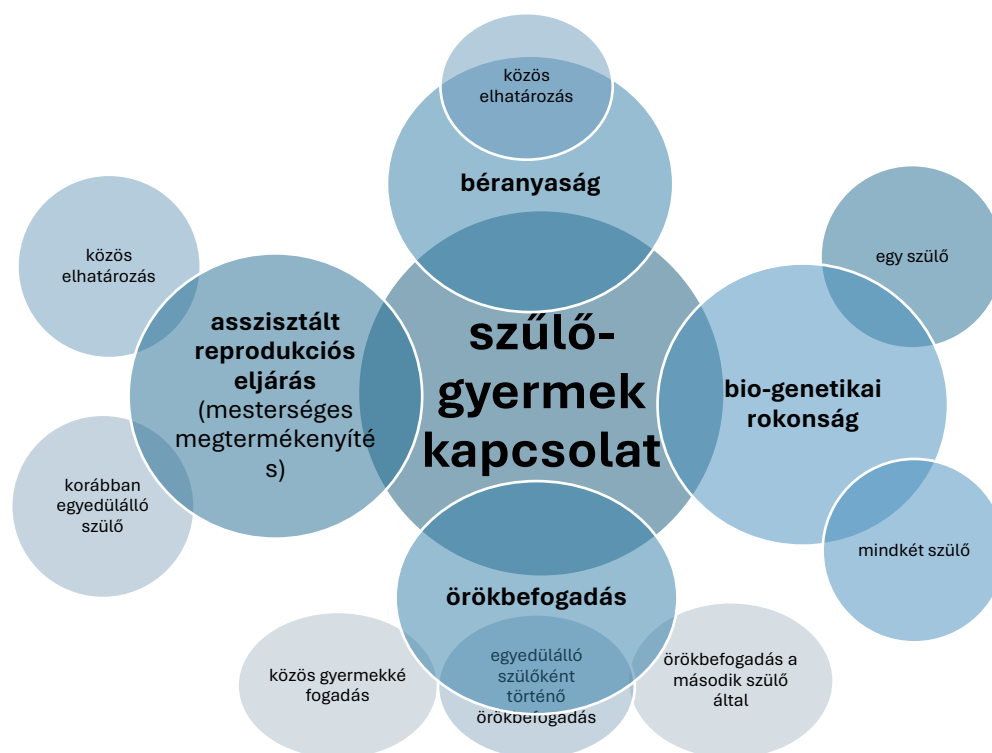 közös
elhatározás
béranyaság
közös
elhatározás
egy szülő
asszisztált
reprodukciós
eljárás
(mesterséges
megtermékenyíté
s)
szűlő-
gyermek
kapcsolat
bio-genetikai
rokonság
korábban
egyedülálló
szülő
mindkét szülő
örökbefogadás
közös gyermekké
fogadás
egyedülálló
szülőként
történő
örökbefogadás
örökbefogadás a
második szülő
által